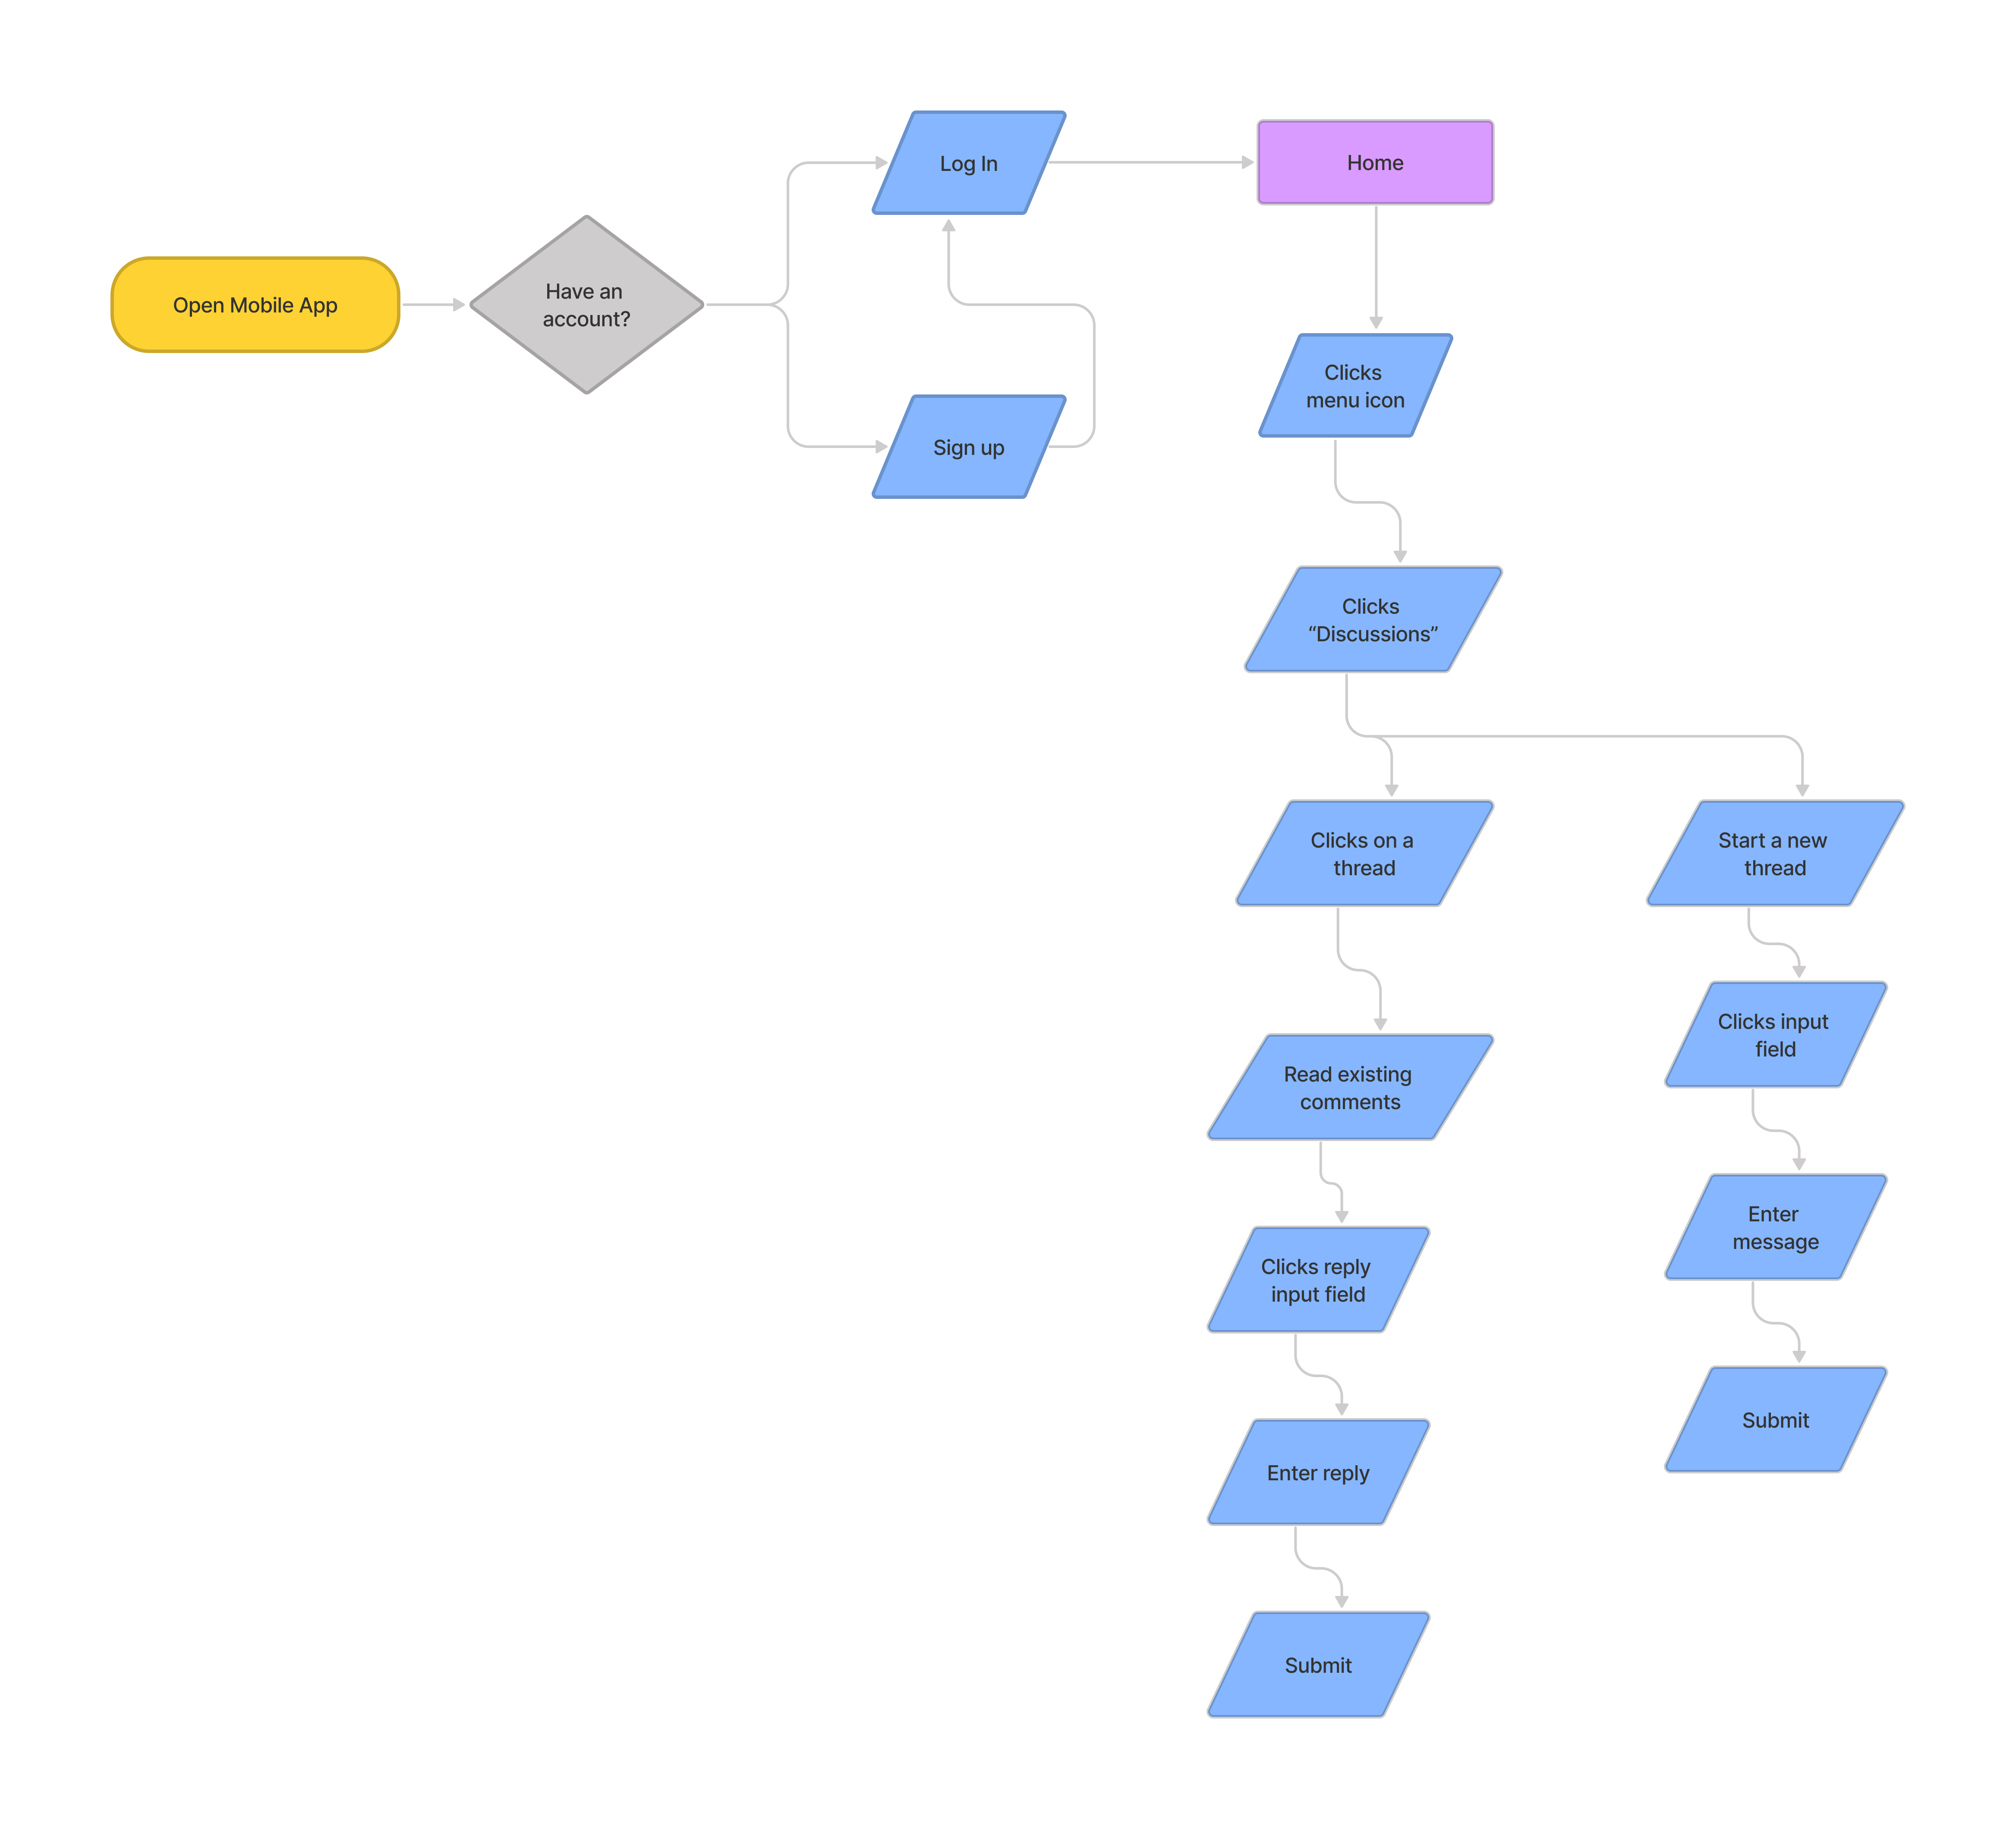 Open Mobile App
Have an
account?
Log In
Sign up
Home
Clicks
menu icon
Clicks
“Discussions”
Clicks on a
thread
Read existing
comments
Clicks reply
input field
Enter reply
Submit
Start a new
thread
Clicks input
field
Enter
message
Submit